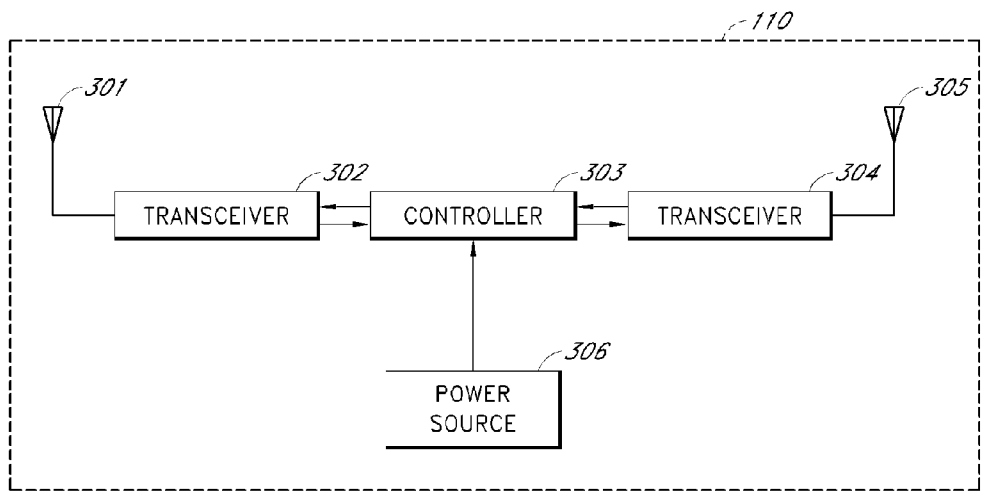 110
301
305
302
303
304
TRANSCEIVER
CONTROLLER
TRANSCEIVER
306
POWER
SOURCE